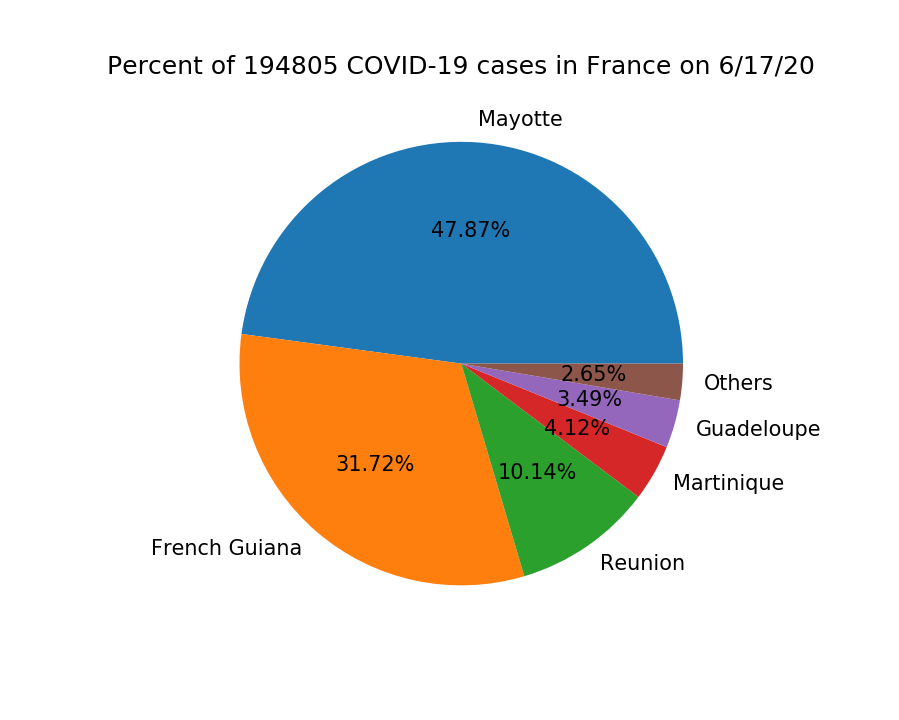 Percent of 194805 COVID-19 cases in France on 6/17/20
Mayotte
47.87%
2.65%
Others
3.49%
Guadeloupe
4.12%
Martinique
31.72%
10.14%
French Guiana
Reunion